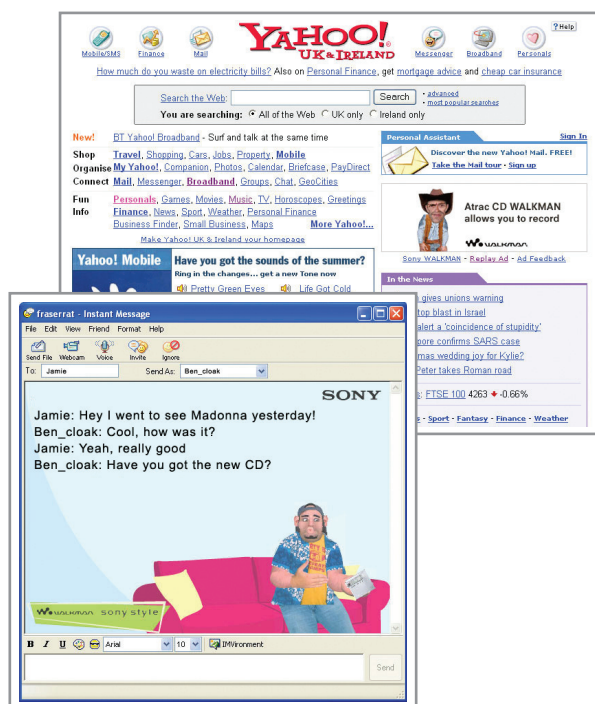 YAHOO!
UK & IRELAND
Mobile/SMS Finance Mail Messenger Broadband Personals
? Help
How much do you waste on electricity bills? Also on Personal Finance, get mortgage advice and cheap car insurance
Search the Web: Search · advanced
· most popular searches
You are searching: All of the Web UK only Ireland only
New! BT Yahoo! Broadband - Surf and talk at the same time
Shop Travel, Shopping, Cars, Jobs, Property, Mobile
Organise My Yahoo!, Companion, Photos, Calendar, Briefcase, PayDirect
Connect Mail, Messenger, Broadband, Groups, Chat, GeoCities
Fun Personals, Games, Movies, Music, TV, Horoscopes, Greetings
Info Finance, News, Sport, Weather, Personal Finance
Business Finder, Small Business, Maps More Yahoo!...
Make Yahoo! UK & Ireland your homepage
Yahoo! Mobile
Have you got the sounds of the summer?
Ring in the changes... get a new Tone now
Pretty Green Eyes Life Got Cold
Personal Assistant Sign In
Discover the new Yahoo! Mail. FREE!
Take the Mail tour - Sign up
Atrac CD WALKMAN
allows you to record
WALKMAN
Sony WALKMAN - Replay Ad - Ad Feedback
In the News
gives unions warning
top blast in Israel
alert a 'coincidence of stupidity'
pore confirms SARS case
mas wedding joy for Kylie?
Peter takes Roman road
s: FTSE 100 4263 -0.66%
s - Sport - Fantasy - Finance - Weather
fraserrat - Instant Message
File Edit View Friend Format Help
Send File Webcam Voice Invite Ignore
To: Jamie Send As: Ben_cloak
SONY
Jamie: Hey I went to see Madonna yesterday!
Ben_cloak: Cool, how was it?
Jamie: Yeah, really good
Ben_cloak: Have you got the new CD?
WALKMAN sony style
B I U Arial 10 IMVironment
Send